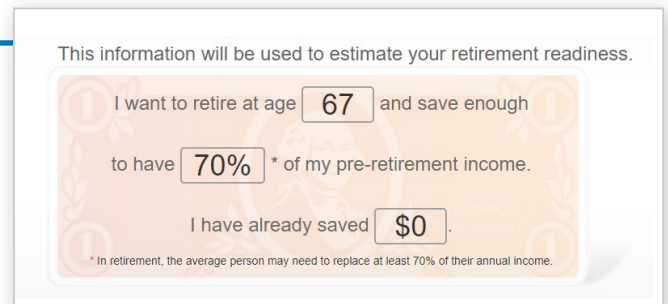 This information will be used to estimate your retirement readiness.
I want to retire at age 67 and save enough
to have 70% * of my pre-retirement income.
I have already saved $0.
* In retirement, the average person may need to replace at least 70% of their annual income.